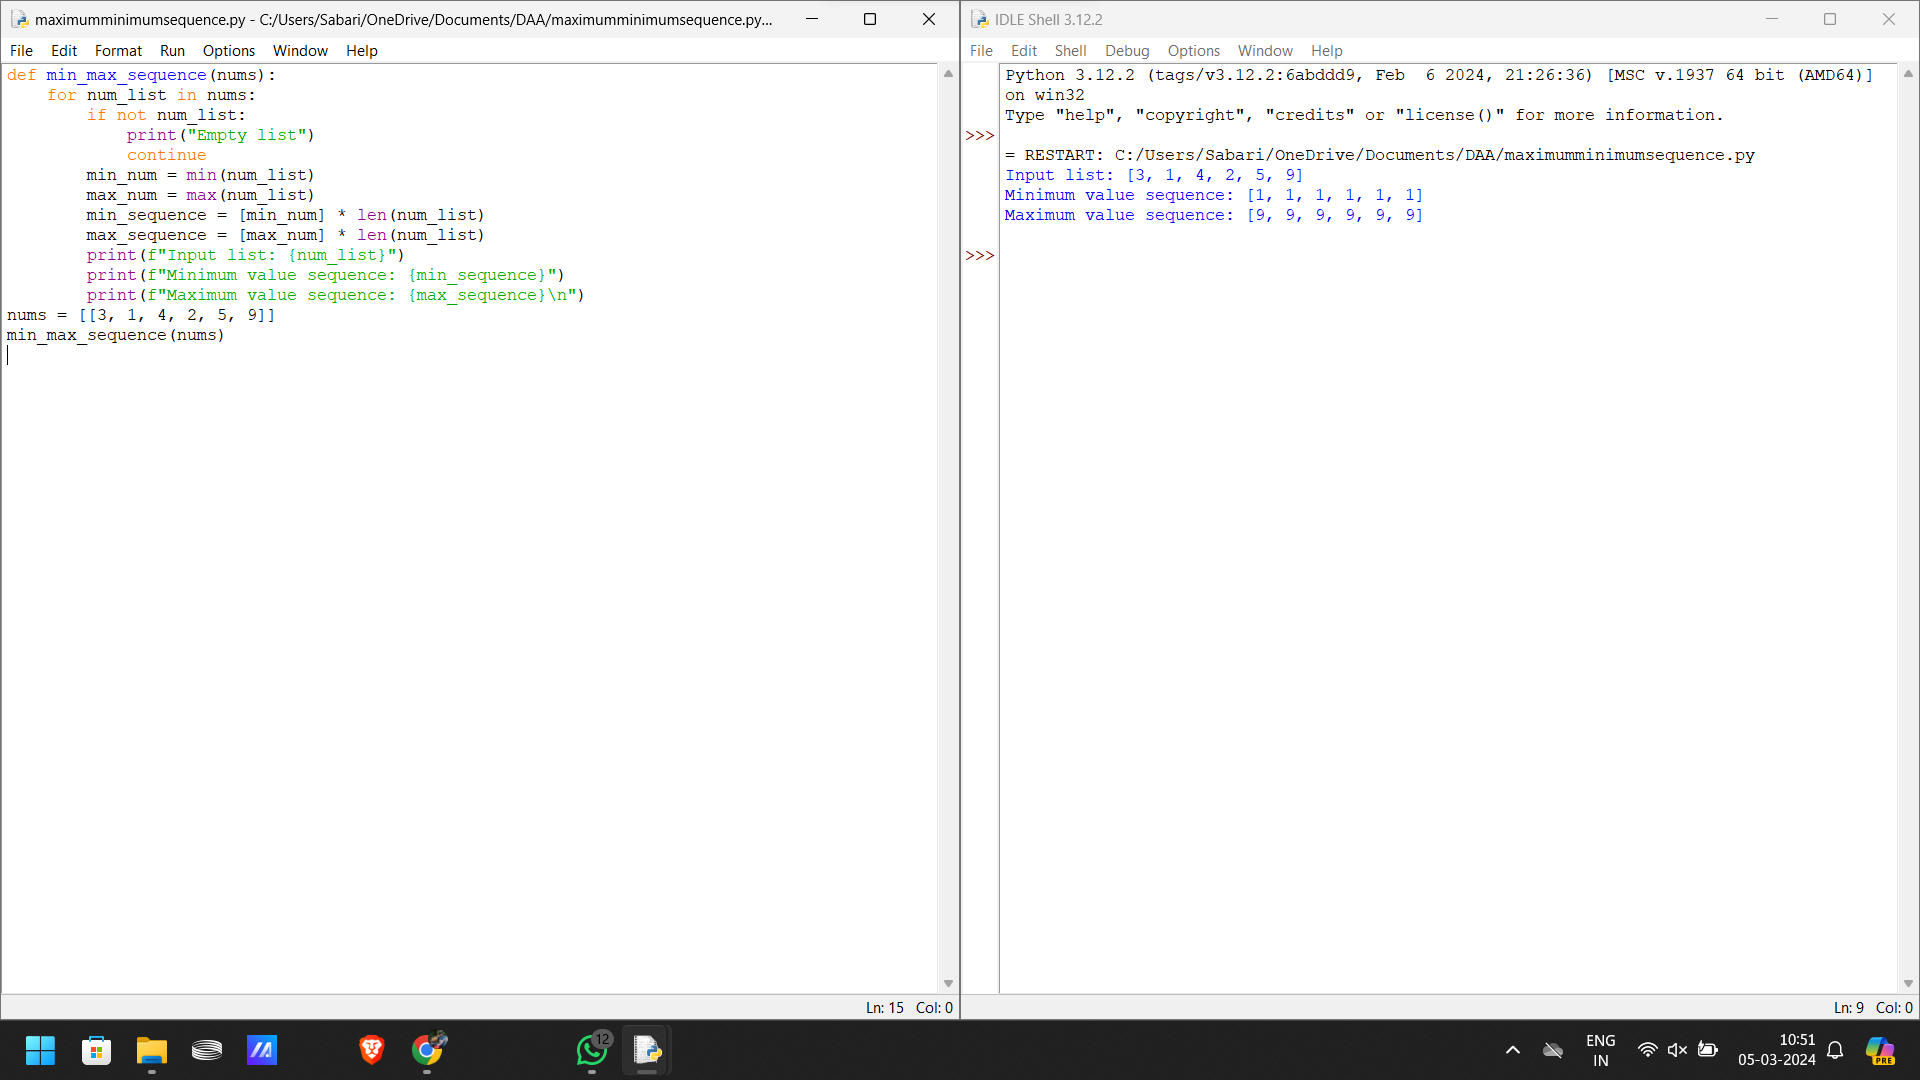 maximumminimumsequence.py - C:/Users/Sabari/OneDrive/Documents/DAA/maximumminimumsequence.py...
File Edit Format Run Options Window Help
def min_max_sequence(nums):
    for num_list in nums:
        if not num_list:
            print("Empty list")
            continue
        min_num = min(num_list)
        max_num = max(num_list)
        min_sequence = [min_num] * len(num_list)
        max_sequence = [max_num] * len(num_list)
        print(f"Input list: {num_list}")
        print(f"Minimum value sequence: {min_sequence}")
        print(f"Maximum value sequence: {max_sequence}\n")
nums = [[3, 1, 4, 2, 5, 9]]
min_max_sequence(nums)
Ln: 15 Col: 0
IDLE Shell 3.12.2
File Edit Shell Debug Options Window Help
Python 3.12.2 (tags/v3.12.2:6abddd9, Feb  6 2024, 21:26:36) [MSC v.1937 64 bit (AMD64)]
on win32
Type "help", "copyright", "credits" or "license()" for more information.
>>>
= RESTART: C:/Users/Sabari/OneDrive/Documents/DAA/maximumminimumsequence.py
Input list: [3, 1, 4, 2, 5, 9]
Minimum value sequence: [1, 1, 1, 1, 1, 1]
Maximum value sequence: [9, 9, 9, 9, 9, 9]
>>>
Ln: 9 Col: 0
12
ENG
IN
10:51
05-03-2024
PRE